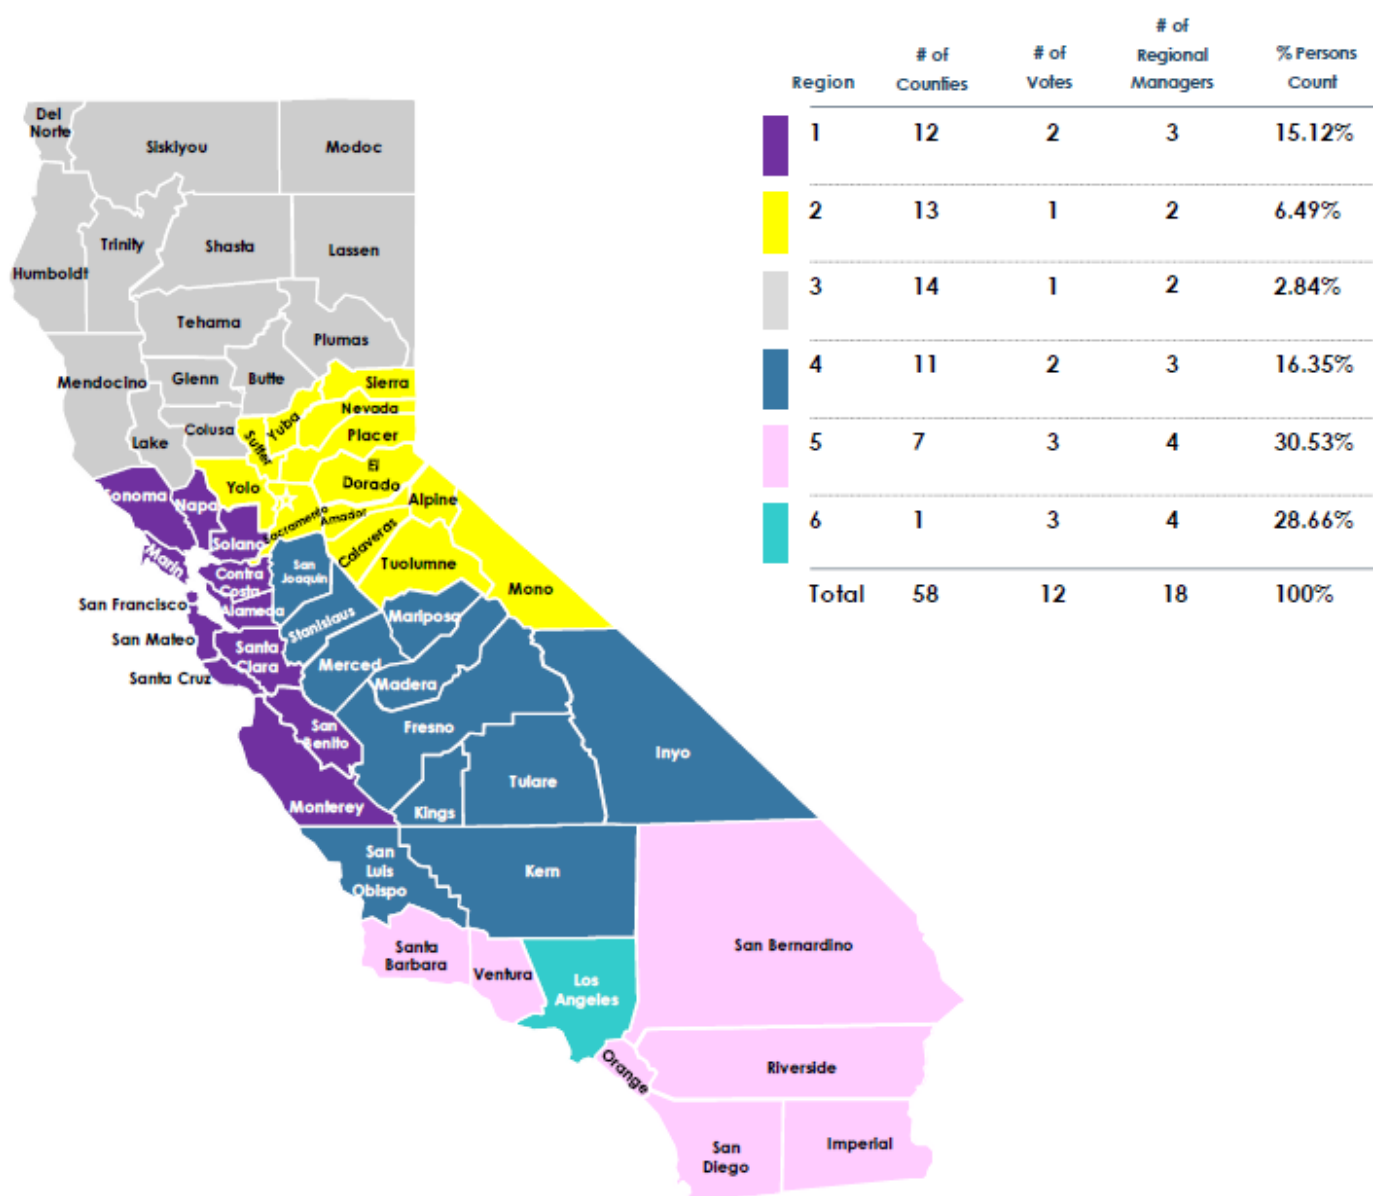 # of
# of
# of
Regional
% Persons
Region
Counties
Votes
Managers
Count
1 12 2 3 15.12%
2 13 1 2 6.49%
3 14 1 2 2.84%
4 11 2 3 16.35%
5 7 3 4 30.53%
6 1 3 4 28.66%
Total 58 12 18 100%
Del
Norte
Siskiyou
Modoc
Trinity
Shasta
Lassen
Humboldt
Tehama
Plumas
Mendocino
Glenn
Butte
Sierra
Nevada
Colusa
Yuba
Sutter
Placer
Lake
El
Dorado
Yolo
Sonoma
Napa
Alpine
Sacramento
Amador
Solano
Calaveras
Marin
Contra
Costa
San
Joaquin
Tuolumne
Mono
San Francisco
Alameda
Stanislaus
Mariposa
San Mateo
Santa
Clara
Merced
Santa Cruz
Madera
San
Benito
Fresno
Inyo
Tulare
Monterey
Kings
San
Luis
Obispo
Kern
Santa
Barbara
Ventura
Los
Angeles
San Bernardino
Orange
Riverside
San
Diego
Imperial